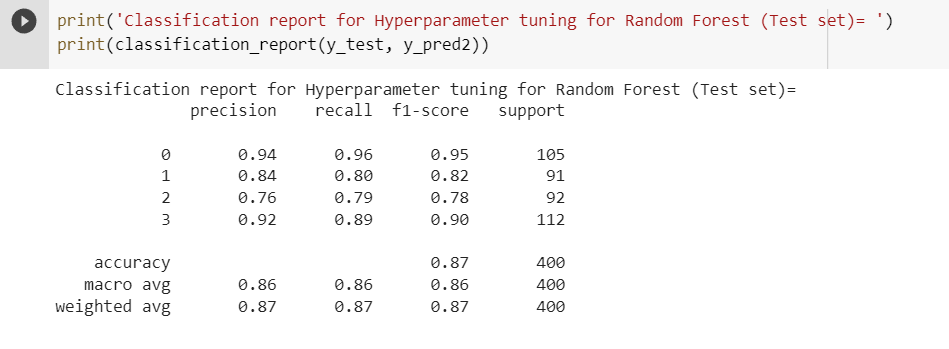 print('Classification report for Hyperparameter tuning for Random Forest (Test set)= ')
print(classification_report(y_test, y_pred2))
Classification report for Hyperparameter tuning for Random Forest (Test set)=
precision recall f1-score support
0 0.94 0.96 0.95 105
1 0.84 0.80 0.82 91
2 0.76 0.79 0.78 92
3 0.92 0.89 0.90 112
accuracy 0.87 400
macro avg 0.86 0.86 0.86 400
weighted avg 0.87 0.87 0.87 400